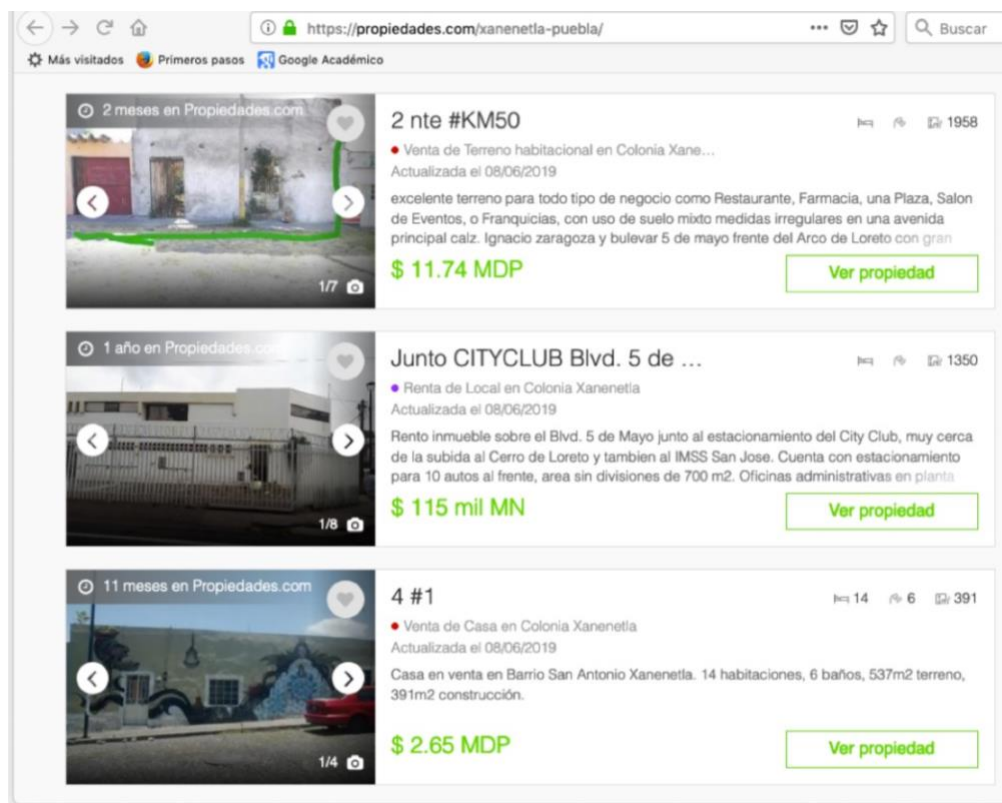 https://propiedades.com/xanenetla-puebla/
Buscar
Más visitados Primeros pasos Google Académico
2 meses en Propiedades.com
1/7
2 nte #KM50
1958
Venta de Terreno habitacional en Colonia Xane...
Actualizada el 08/06/2019
excelente terreno para todo tipo de negocio como Restaurante, Farmacia, una Plaza, Salon
de Eventos, o Franquicias, con uso de suelo mixto medidas irregulares en una avenida
principal calz. Ignacio zaragoza y bulevar 5 de mayo frente del Arco de Loreto con gran
$ 11.74 MDP
Ver propiedad
1 año en Propiedades.com
1/8
Junto CITYCLUB Blvd. 5 de ...
1350
Renta de Local en Colonia Xanenetla
Actualizada el 08/06/2019
Rento inmueble sobre el Blvd. 5 de Mayo junto al estacionamiento del City Club, muy cerca
de la subida al Cerro de Loreto y tambien al IMSS San Jose. Cuenta con estacionamiento
para 10 autos al frente, area sin divisiones de 700 m2. Oficinas administrativas en planta
$ 115 mil MN
Ver propiedad
11 meses en Propiedades.com
1/4
4 #1
14 6 391
Venta de Casa en Colonia Xanenetla
Actualizada el 08/06/2019
Casa en venta en Barrio San Antonio Xanenetla. 14 habitaciones, 6 baños, 537m2 terreno,
391m2 construcción.
$ 2.65 MDP
Ver propiedad